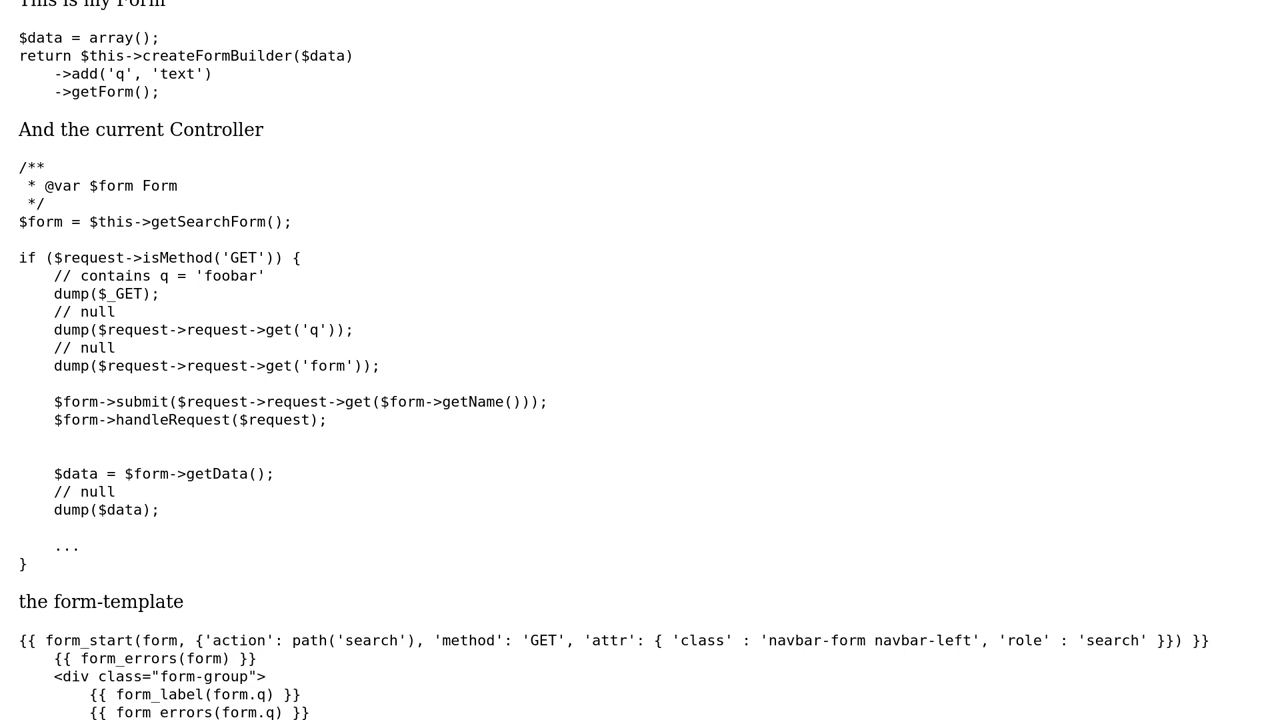 This is my Form
$data = array();
return $this->createFormBuilder($data)
    ->add('q', 'text')
    ->getForm();
And the current Controller
/**
 * @var $form Form
 */
$form = $this->getSearchForm();
if ($request->isMethod('GET')) {
    // contains q = 'foobar'
    dump($_GET);
    // null
    dump($request->request->get('q'));
    // null
    dump($request->request->get('form'));
    $form->submit($request->request->get($form->getName()));
    $form->handleRequest($request);
    $data = $form->getData();
    // null
    dump($data);
    ...
}
the form-template
{{ form_start(form, {'action': path('search'), 'method': 'GET', 'attr': { 'class' : 'navbar-form navbar-left', 'role' : 'search' }}) }}
    {{ form_errors(form) }}
    <div class="form-group">
        {{ form_label(form.q) }}
        {{ form_errors(form.q) }}